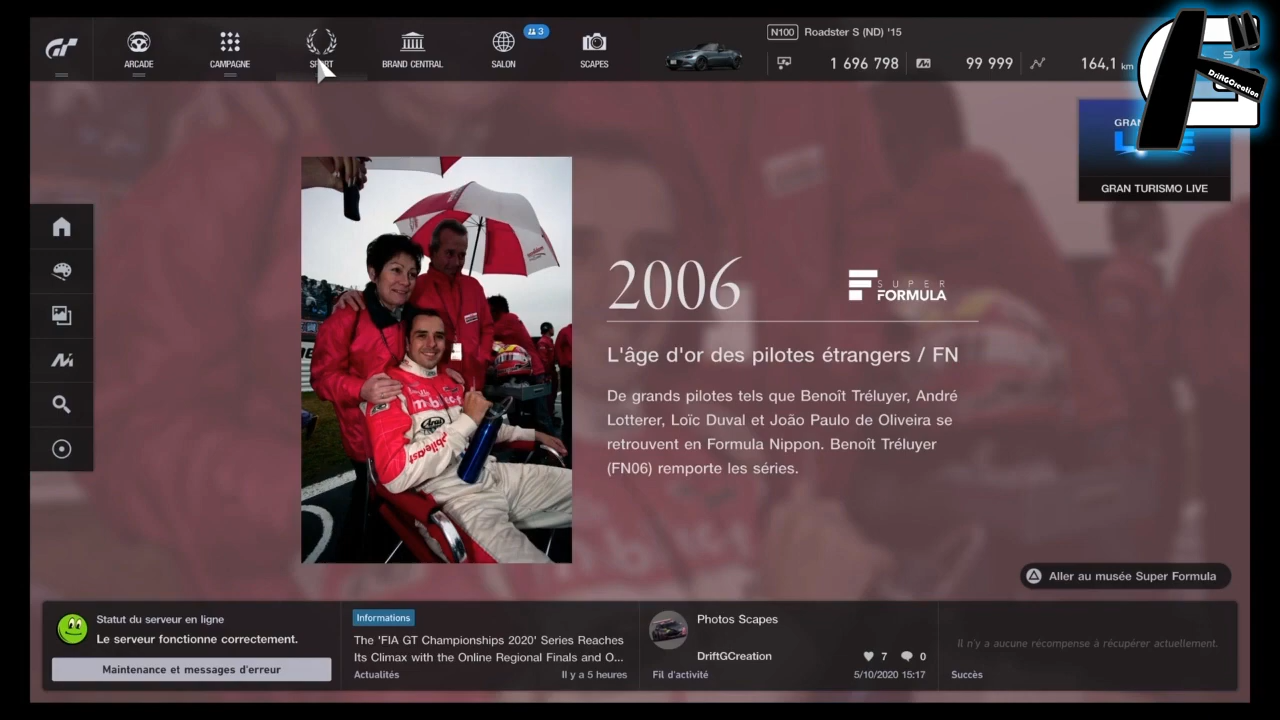 N100 Roadster S (ND) '15
ARCADE
CAMPAGNE
BRAND CENTRAL
3
SALON
SCAPES
1 696 798
99 999
164,1 km
S
DriftGCreation
GRAN TURISMO LIVE
2006
SUPER
FORMULA
L'âge d'or des pilotes étrangers / FN
De grands pilotes tels que Benoît Tréluyer, André
Lotterer, Loïc Duval et João Paulo de Oliveira se
retrouvent en Formula Nippon. Benoît Tréluyer
(FN06) remporte les séries.
Arai
Aller au musée Super Formula
Statut du serveur en ligne
Le serveur fonctionne correctement.
Maintenance et messages d'erreur
Informations
The 'FIA GT Championships 2020' Series Reaches
Its Climax with the Online Regional Finals and O...
Actualités
Il y a 5 heures
Photos Scapes
DriftGCreation
7 0
Fil d'activité
5/10/2020 15:17
Il n'y a aucune récompense à récupérer actuellement.
Succès